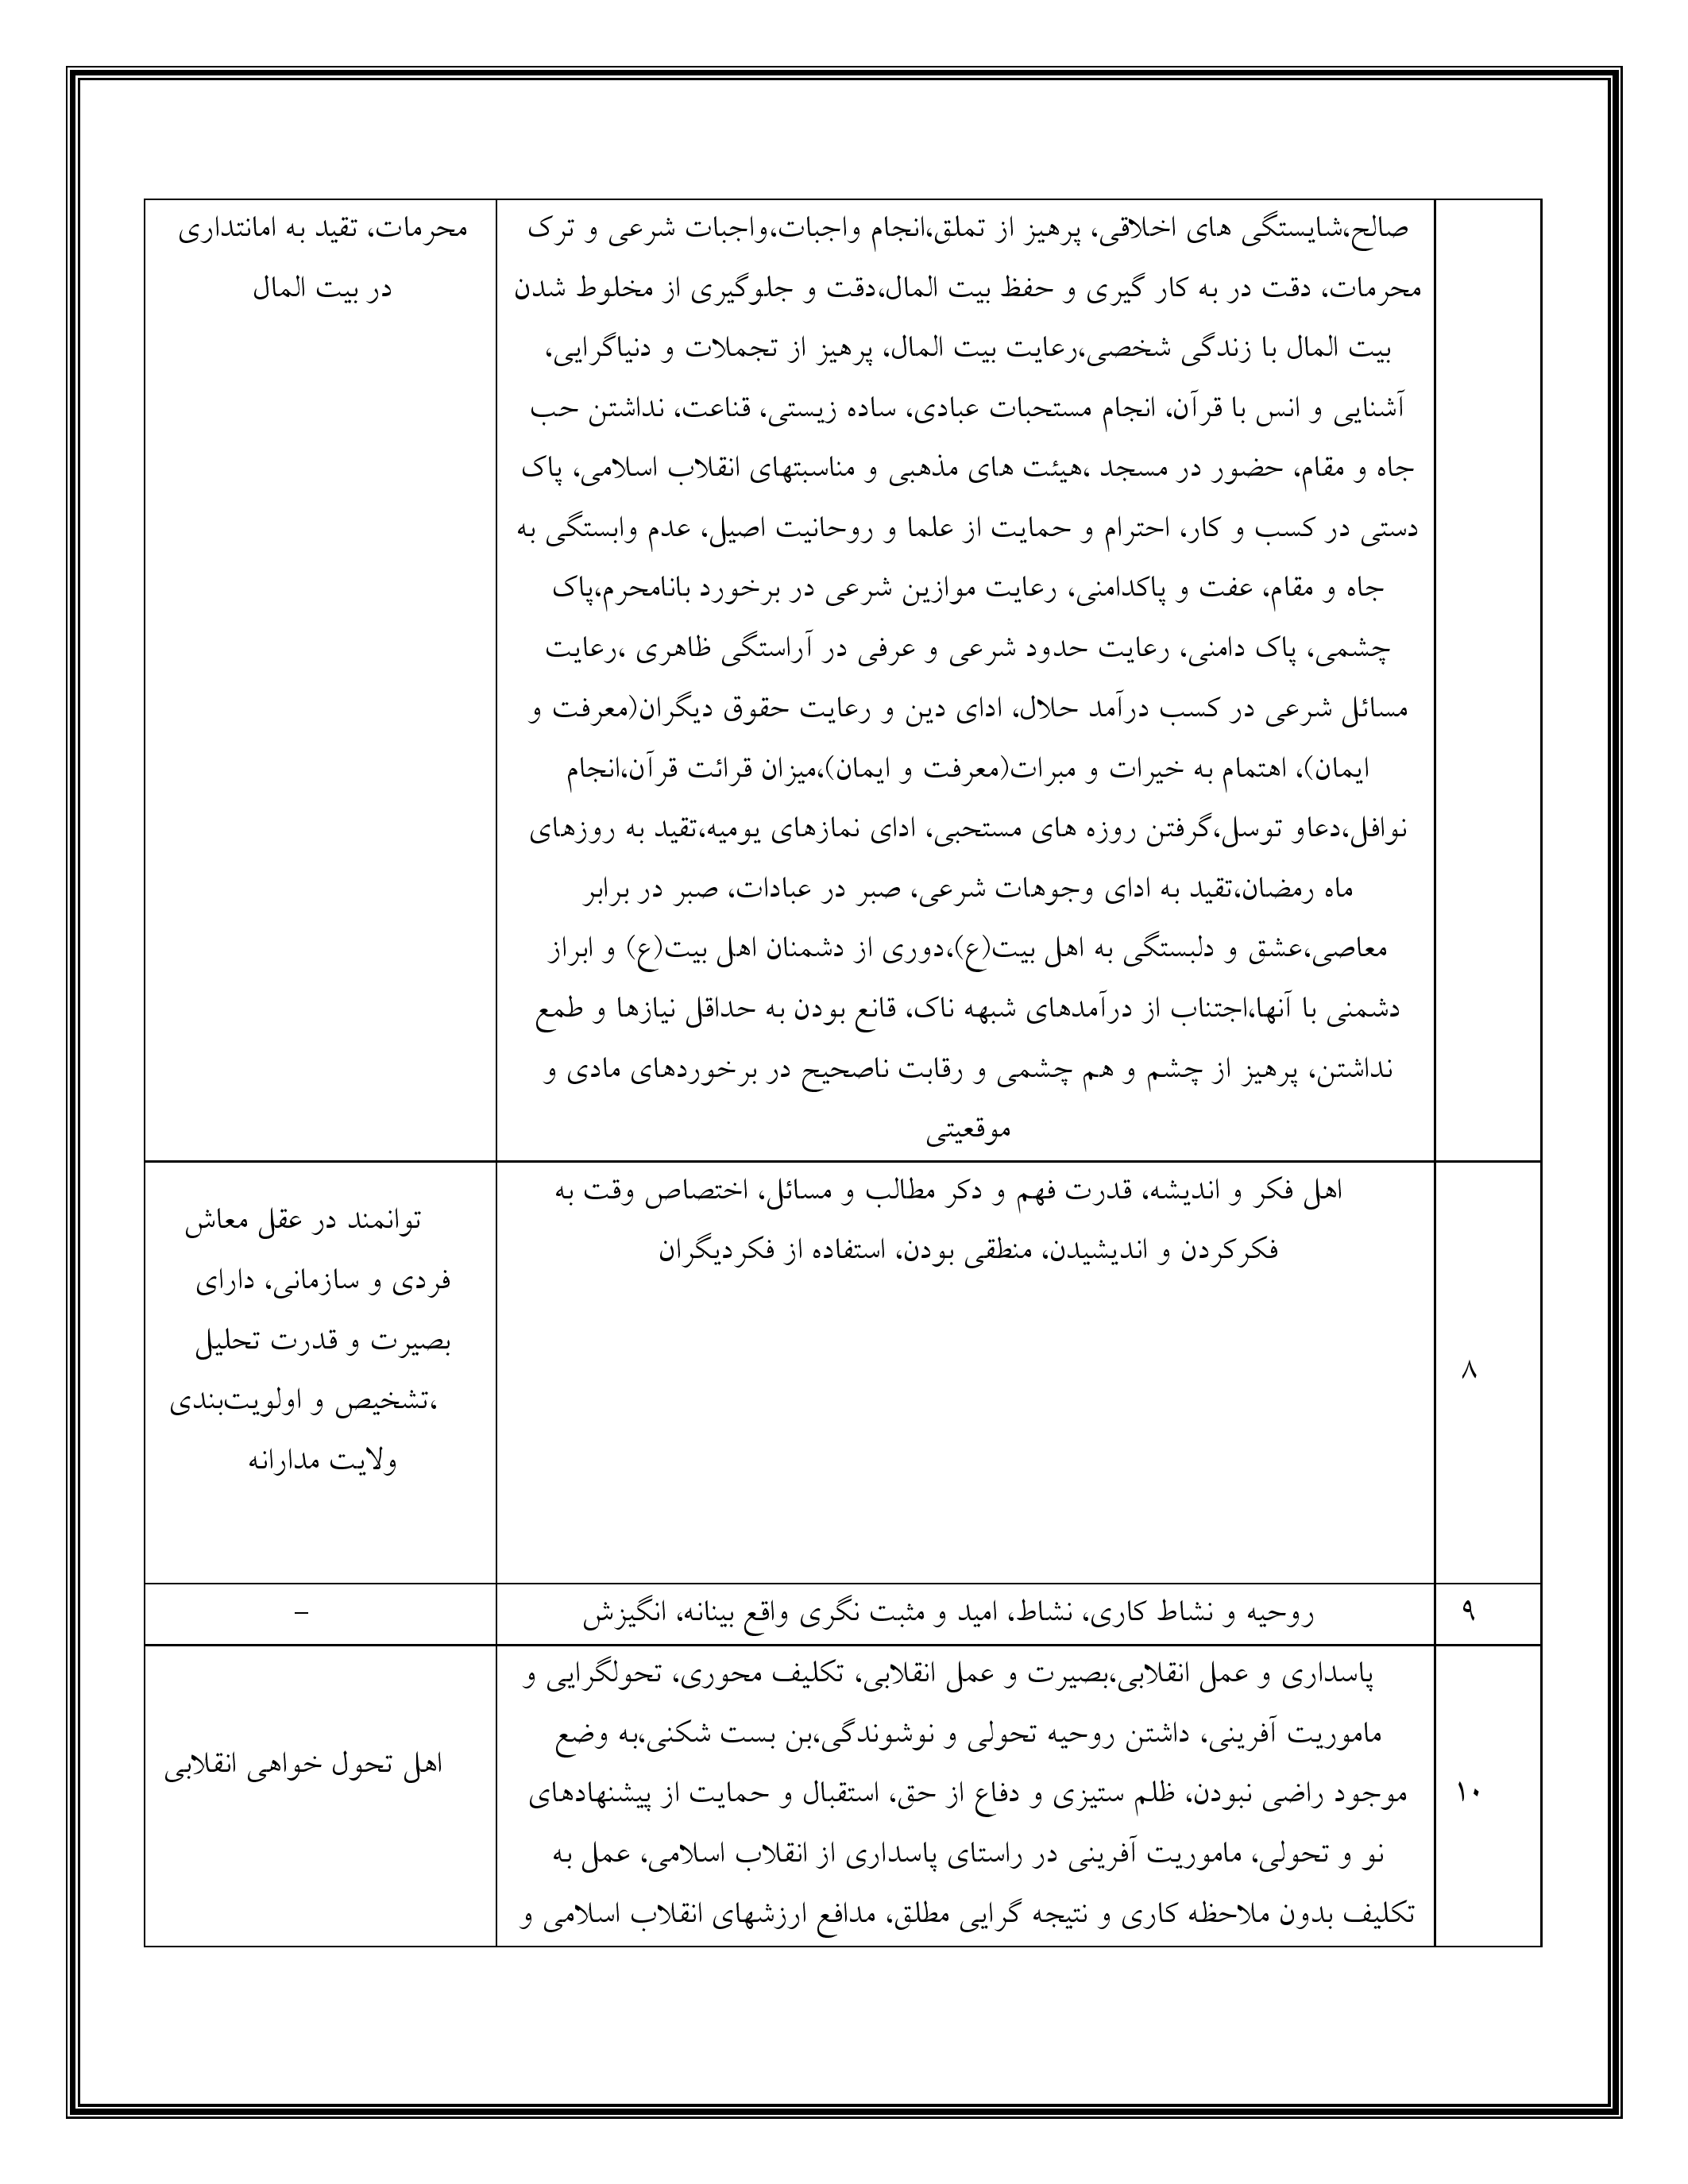 صالح،شایستگی های اخلاقی، پرهیز از تملق،انجام واجبات،واجبات شرعی و ترک
محرمات، دقت در به کار گیری و حفظ بیت المال،دقت و جلوگیری از مخلوط شدن
بیت المال با زندگی شخصی،رعایت بیت المال، پرهیز از تجملات و دنیاگرایی،
آشنایی و انس با قرآن، انجام مستحبات عبادی، ساده زیستی، قناعت، نداشتن حب
جاه و مقام، حضور در مسجد ،هیئت های مذهبی و مناسبتهای انقلاب اسلامی، پاک
دستی در کسب و کار، احترام و حمایت از علما و روحانیت اصیل، عدم وابستگی به
جاه و مقام، عفت و پاکدامنی، رعایت موازین شرعی در برخورد بانامحرم،پاک
چشمی، پاک دامنی، رعایت حدود شرعی و عرفی در آراستگی ظاهری ،رعایت
مسائل شرعی در کسب درآمد حلال، ادای دین و رعایت حقوق دیگران(معرفت و
ایمان)، اهتمام به خیرات و مبرات(معرفت و ایمان)،میزان قرائت قرآن،انجام
نوافل،دعاو توسل،گرفتن روزه های مستحبی، ادای نمازهای یومیه،تقید به روزهای
ماه رمضان،تقید به ادای وجوهات شرعی، صبر در عبادات، صبر در برابر
معاصی،عشق و دلبستگی به اهل بیت(ع)،دوری از دشمنان اهل بیت(ع) و ابراز
دشمنی با آنها،اجتناب از درآمدهای شبهه ناک، قانع بودن به حداقل نیازها و طمع
نداشتن، پرهیز از چشم و هم چشمی و رقابت ناصحیح در برخوردهای مادی و
موقعیتی
محرمات، تقید به امانتداری
در بیت المال
۸
اهل فکر و اندیشه، قدرت فهم و دکر مطالب و مسائل، اختصاص وقت به
فکرکردن و اندیشیدن، منطقی بودن، استفاده از فکردیگران
توانمند در عقل معاش
فردی و سازمانی، دارای
بصیرت و قدرت تحلیل
،تشخیص و اولویت‌بندی
ولایت مدارانه
۹
روحیه و نشاط کاری، نشاط، امید و مثبت نگری واقع بینانه، انگیزش
–
۱۰
پاسداری و عمل انقلابی،بصیرت و عمل انقلابی، تکلیف محوری، تحولگرایی و
ماموریت آفرینی، داشتن روحیه تحولی و نوشوندگی،بن بست شکنی،به وضع
موجود راضی نبودن، ظلم ستیزی و دفاع از حق، استقبال و حمایت از پیشنهادهای
نو و تحولی، ماموریت آفرینی در راستای پاسداری از انقلاب اسلامی، عمل به
تکلیف بدون ملاحظه کاری و نتیجه گرایی مطلق، مدافع ارزشهای انقلاب اسلامی و
اهل تحول خواهی انقلابی